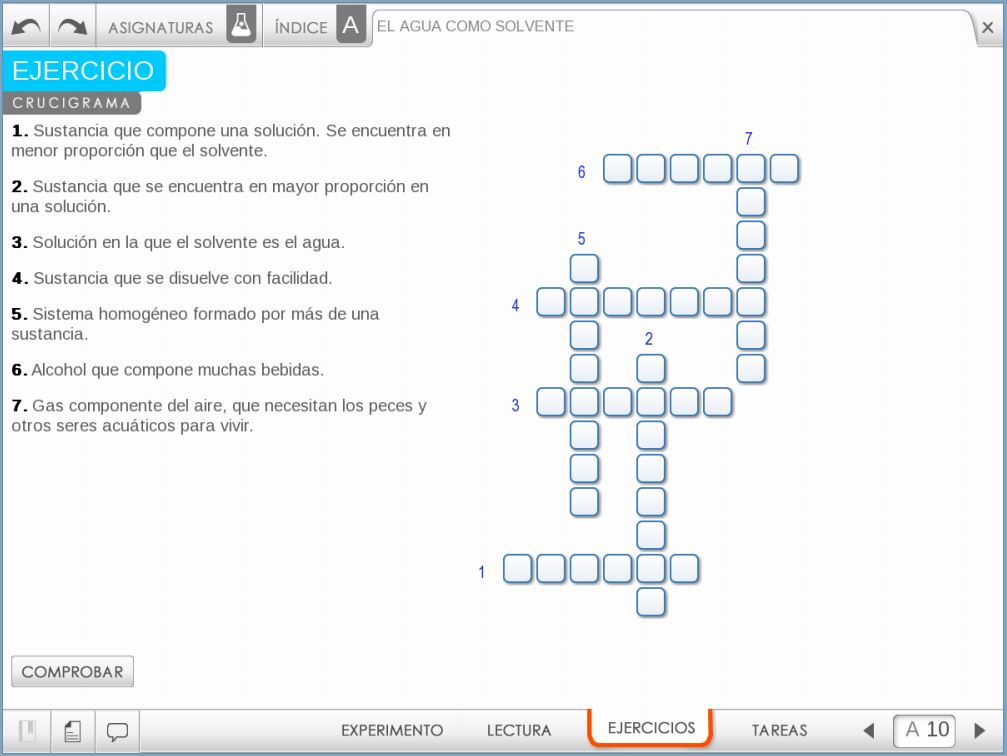 ASIGNATURAS ÍNDICE A EL AGUA COMO SOLVENTE X
EJERCICIO
CRUCIGRAMA
1. Sustancia que compone una solución. Se encuentra en
menor proporción que el solvente.
2. Sustancia que se encuentra en mayor proporción en
una solución.
3. Solución en la que el solvente es el agua.
4. Sustancia que se disuelve con facilidad.
5. Sistema homogéneo formado por más de una
sustancia.
6. Alcohol que compone muchas bebidas.
7. Gas componente del aire, que necesitan los peces y
otros seres acuáticos para vivir.
7
6
5
4
2
3
1
COMPROBAR
EXPERIMENTO LECTURA EJERCICIOS TAREAS A 10